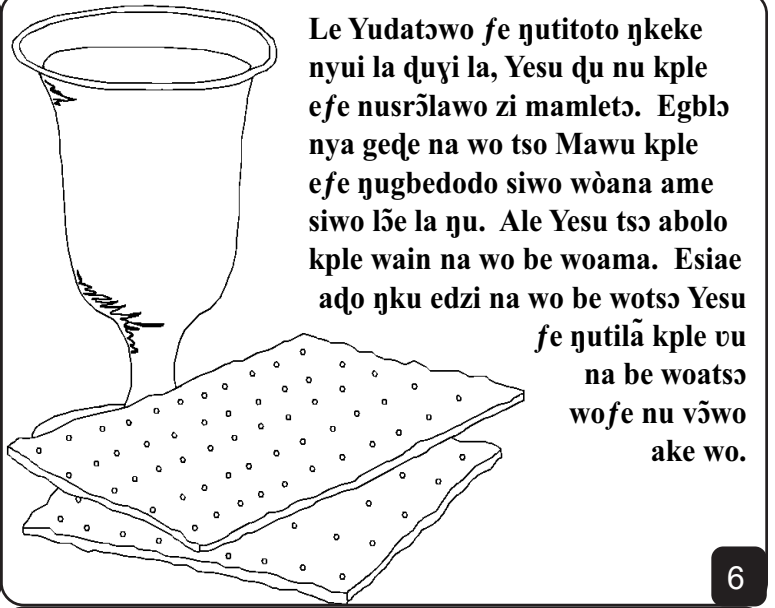 Le Yudatɔwo ƒe ŋutitoto ŋkeke
nyui la ɖuɣi la, Yesu ɖu nu kple
eƒe nusrɔ̃lawo zi mamletɔ.  Egblɔ
nya geɖe na wo tso Mawu kple
eƒe ŋugbedodo siwo wòana ame
siwo lɔ̃e la ŋu.  Ale Yesu tsɔ abolo
kple wain na wo be woama.  Esiae
aɖo ŋku edzi na wo be wotsɔ Yesu
ƒe ŋutilã kple ʋu
na be woatsɔ
woƒe nu vɔ̃wo
ake wo.
6